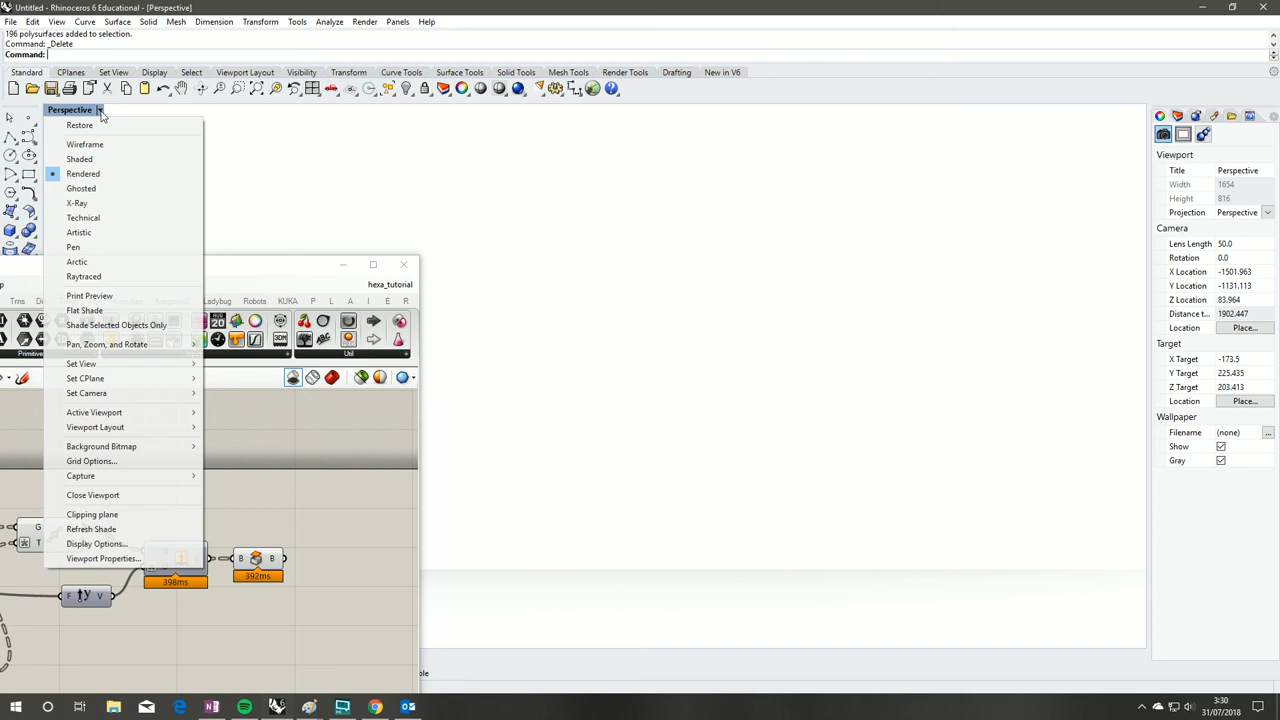 Untitled - Rhinoceros 6 Educational - [Perspective]
File Edit View Curve Surface Solid Mesh Dimension Transform Tools Analyze Render Panels Help
196 polysurfaces added to selection.
Command: _Delete
Command:
Standard CPlanes Set View Display Select Viewport Layout Visibility Transform Curve Tools Surface Tools Solid Tools Mesh Tools Render Tools Drafting New in V6
Perspective
Restore
Wireframe
Shaded
Rendered
Ghosted
X-Ray
Technical
Artistic
Pen
Arctic
Raytraced
Print Preview
Flat Shade
Shade Selected Objects Only
Pan, Zoom, and Rotate
Set View
Set CPlane
Set Camera
Active Viewport
Viewport Layout
Background Bitmap
Grid Options...
Capture
Close Viewport
Clipping plane
Refresh Shade
Display Options...
Viewport Properties...
hexa_tutorial
Trns Ladybug Robots KUKA P L A I E R
AUG
20
ABC
3DM
Primitive Util
G
T
398ms
B B
392ms
F V
Viewport
Title Perspective
Width 1654
Height 816
Projection Perspective
Camera
Lens Length 50.0
Rotation 0.0
X Location -1501.963
Y Location -1131.113
Z Location 83.964
Distance t... 1902.447
Location Place...
Target
X Target -173.5
Y Target 225.435
Z Target 203.413
Location Place...
Wallpaper
Filename (none) ...
Show
Gray
3:30
31/07/2018